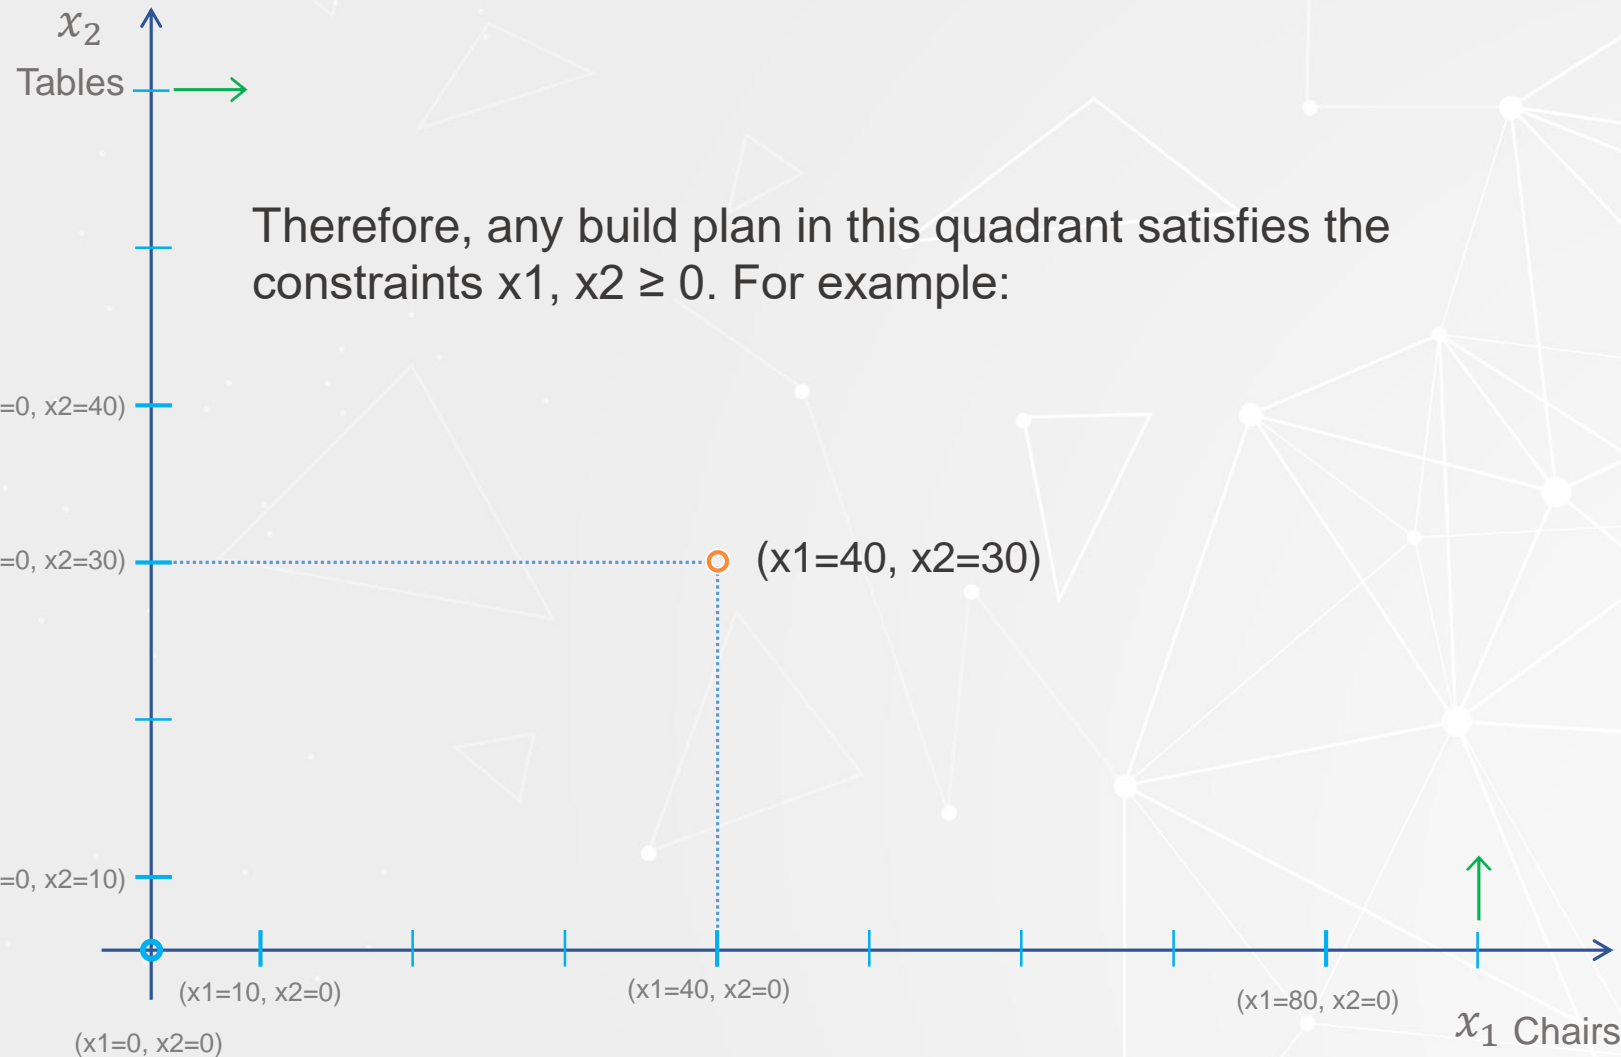 x₂
Tables
Therefore, any build plan in this quadrant satisfies the
constraints x1, x2 ≥ 0. For example:
=0, x2=40)
=0, x2=30)
(x1=40, x2=30)
=0, x2=10)
(x1=10, x2=0)
(x1=40, x2=0)
(x1=80, x2=0)
x₁ Chairs
(x1=0, x2=0)